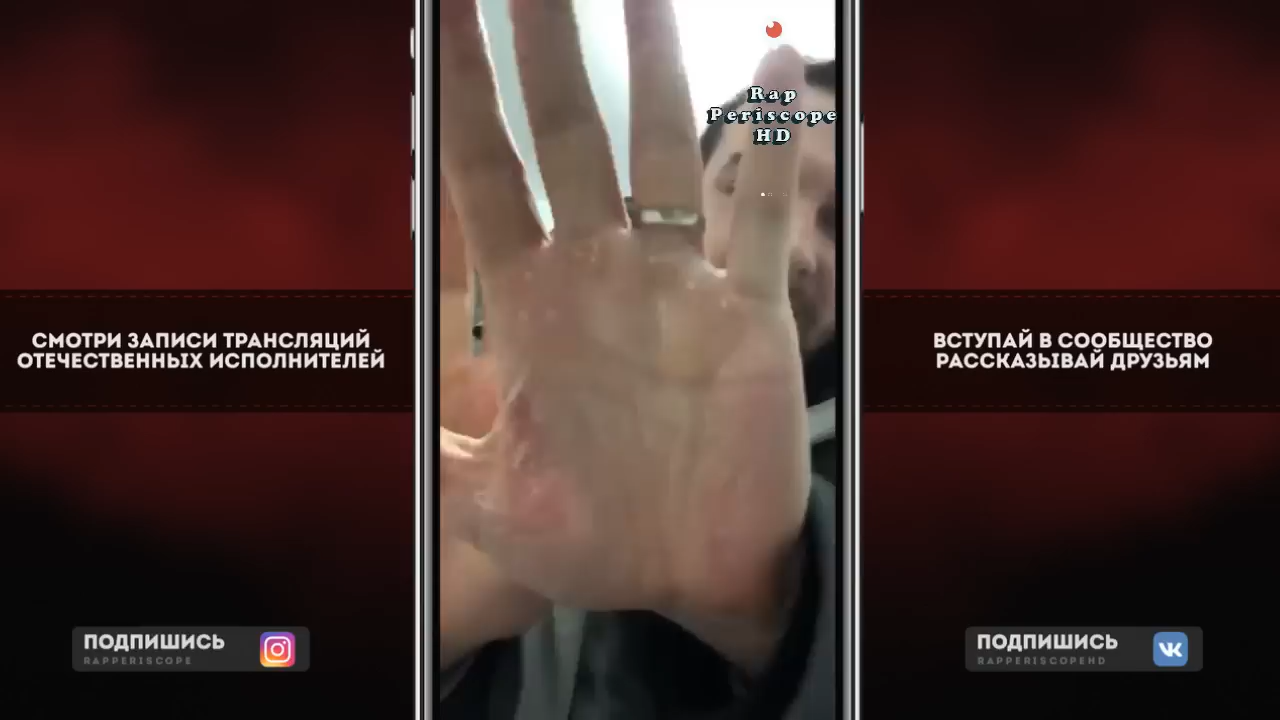 Rap
Periscope
HD
СМОТРИ ЗАПИСИ ТРАНСЛЯЦИЙ
ОТЕЧЕСТВЕННЫХ ИСПОЛНИТЕЛЕЙ
ВСТУПАЙ В СООБЩЕСТВО
РАССКАЗЫВАЙ ДРУЗЬЯМ
ПОДПИШИСЬ
RAPPERISCOPE
ПОДПИШИСЬ
RAPPERISCOPEHD